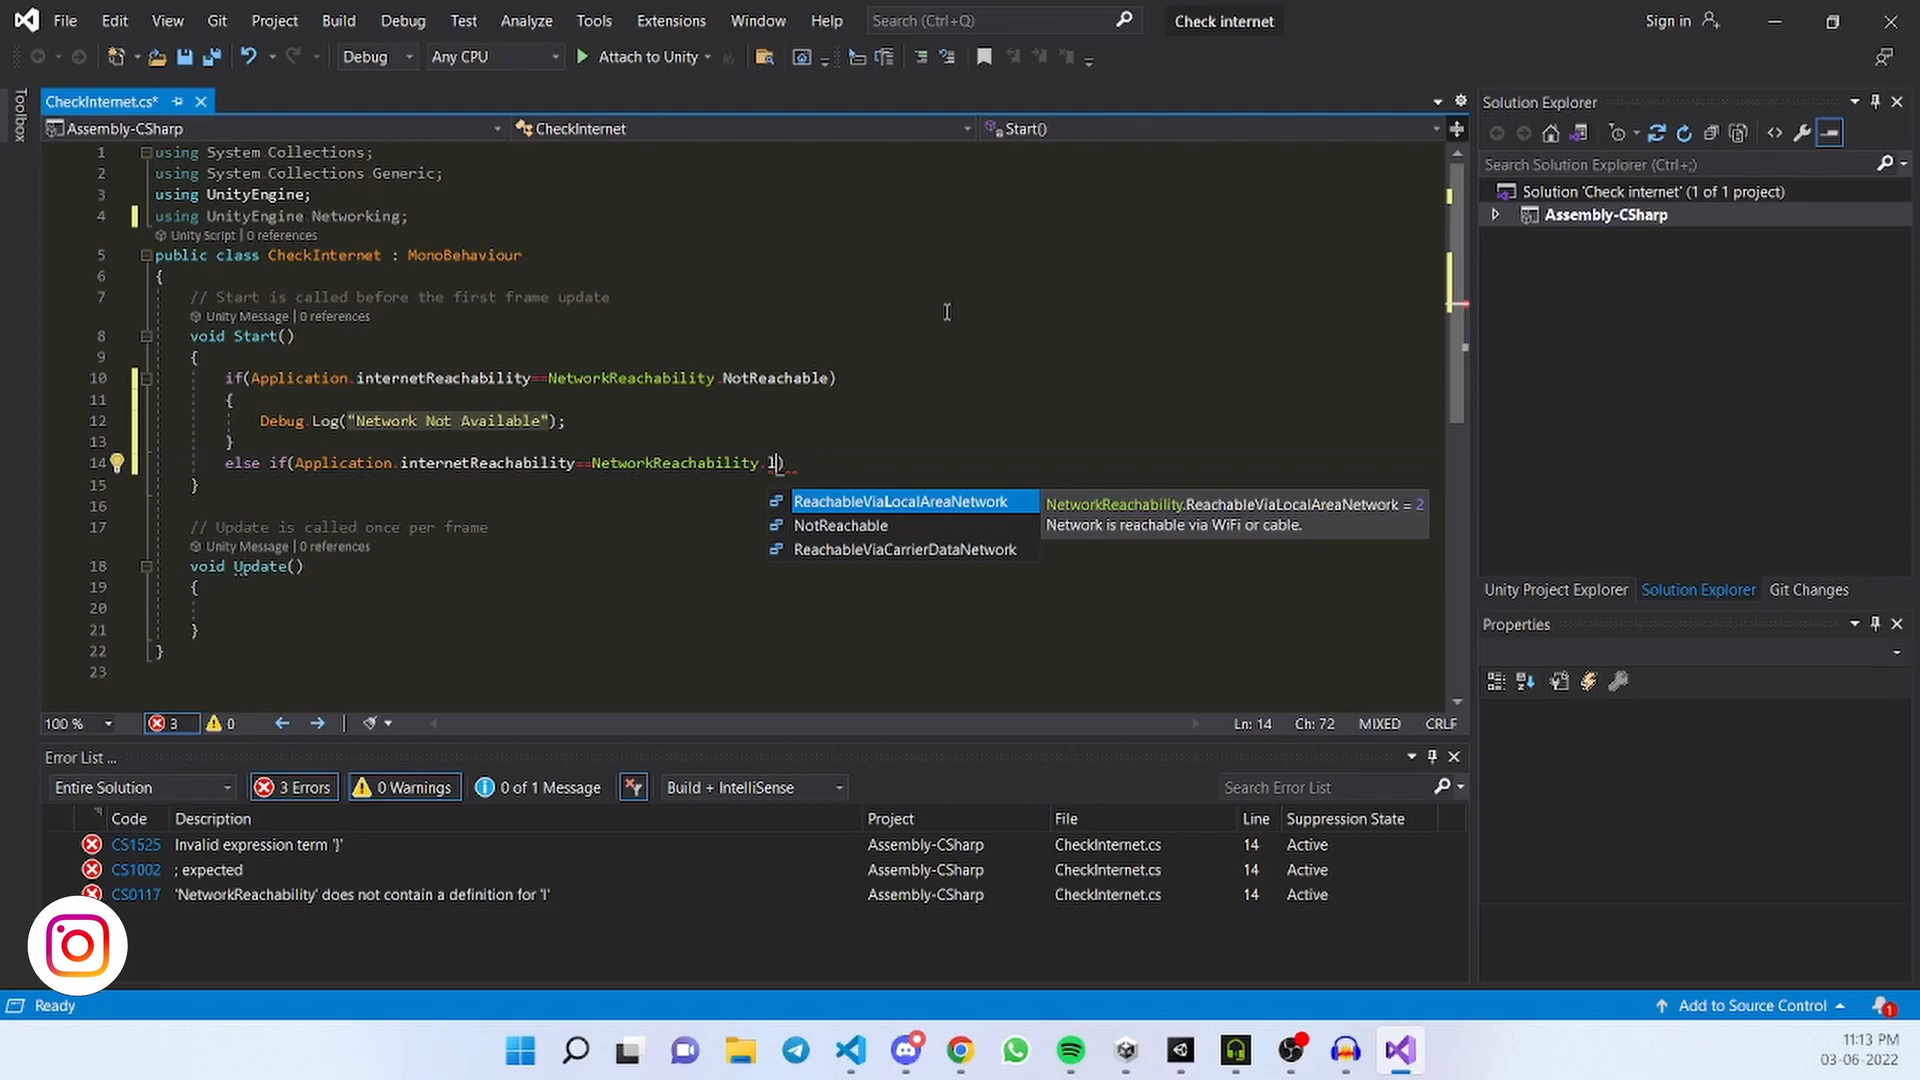 File Edit View Git Project Build Debug Test Analyze Tools Extensions Window Help Search (Ctrl+Q) Check internet Sign in
Debug Any CPU Attach to Unity
Toolbox
CheckInternet.cs*
Assembly-CSharp CheckInternet Start()
1 using System.Collections;
2 using System.Collections.Generic;
3 using UnityEngine;
4 using UnityEngine.Networking;
Unity Script | 0 references
5 public class CheckInternet : MonoBehaviour
6 {
7 // Start is called before the first frame update
Unity Message | 0 references
8 void Start()
9 {
10 if(Application.internetReachability==NetworkReachability.NotReachable)
11 {
12 Debug.Log("Network Not Available");
13 }
14 else if(Application.internetReachability==NetworkReachability.l)
15 }
16
17 // Update is called once per frame
Unity Message | 0 references
18 void Update()
19 {
20
21 }
22 }
23
ReachableViaLocalAreaNetwork
NotReachable
ReachableViaCarrierDataNetwork
NetworkReachability.ReachableViaLocalAreaNetwork = 2
Network is reachable via WiFi or cable.
100 % 3 0 Ln: 14 Ch: 72 MIXED CRLF
Error List ...
Entire Solution 3 Errors 0 Warnings 0 of 1 Message Build + IntelliSense Search Error List
Code Description Project File Line Suppression State
CS1525 Invalid expression term '}' Assembly-CSharp CheckInternet.cs 14 Active
CS1002 ; expected Assembly-CSharp CheckInternet.cs 14 Active
CS0117 'NetworkReachability' does not contain a definition for 'l' Assembly-CSharp CheckInternet.cs 14 Active
Solution Explorer
Search Solution Explorer (Ctrl+;)
Solution 'Check internet' (1 of 1 project)
Assembly-CSharp
Unity Project Explorer Solution Explorer Git Changes
Properties
Ready Add to Source Control 1
11:13 PM
03-06-2022